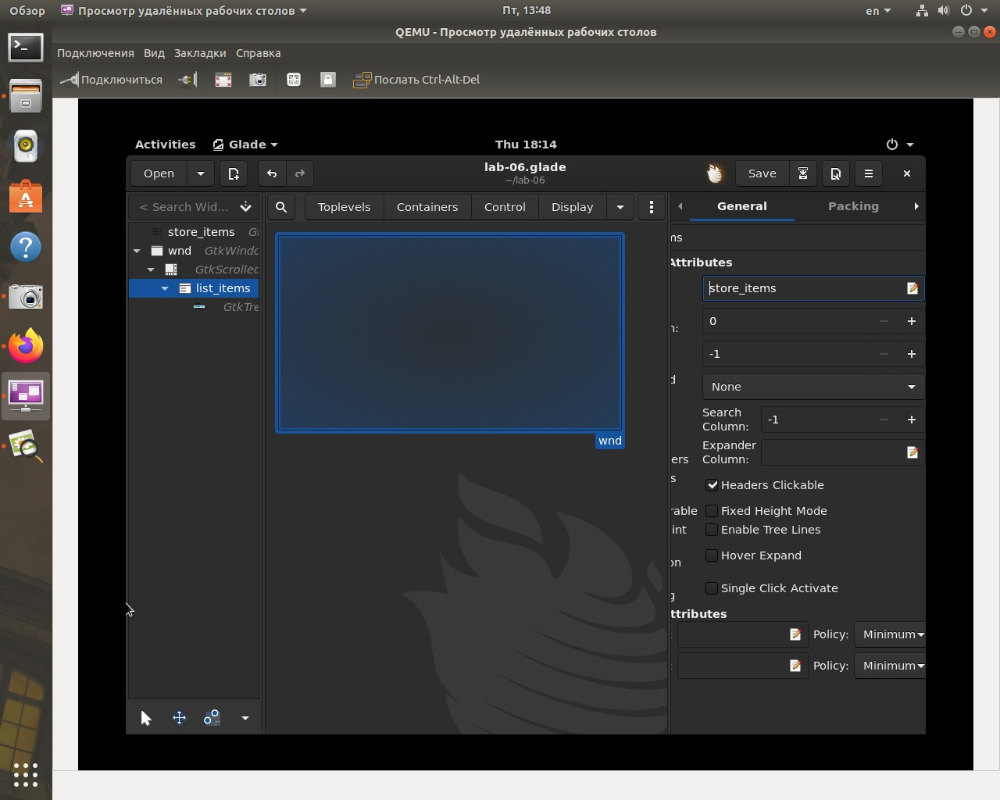 Обзор
Просмотр удалённых рабочих столов
Пт, 13:48
en
QEMU - Просмотр удалённых рабочих столов
Подключения Вид Закладки Справка
Подключиться
Послать Ctrl-Alt-Del
Activities
Glade
Thu 18:14
Open
lab-06.glade
~/lab-06
Save
< Search Wid...
Toplevels
Containers
Control
Display
General
Packing
store_items Gt
wnd GtkWindo
GtkScrolled
list_items
GtkTre
wnd
ms
Attributes
store_items
0
n:
-1
d
None
Search
Column:
-1
Expander
Column:
ers
s
Headers Clickable
rable
Fixed Height Mode
int
Enable Tree Lines
Hover Expand
on
Single Click Activate
g
ttributes
: Policy: Minimum
: Policy: Minimum